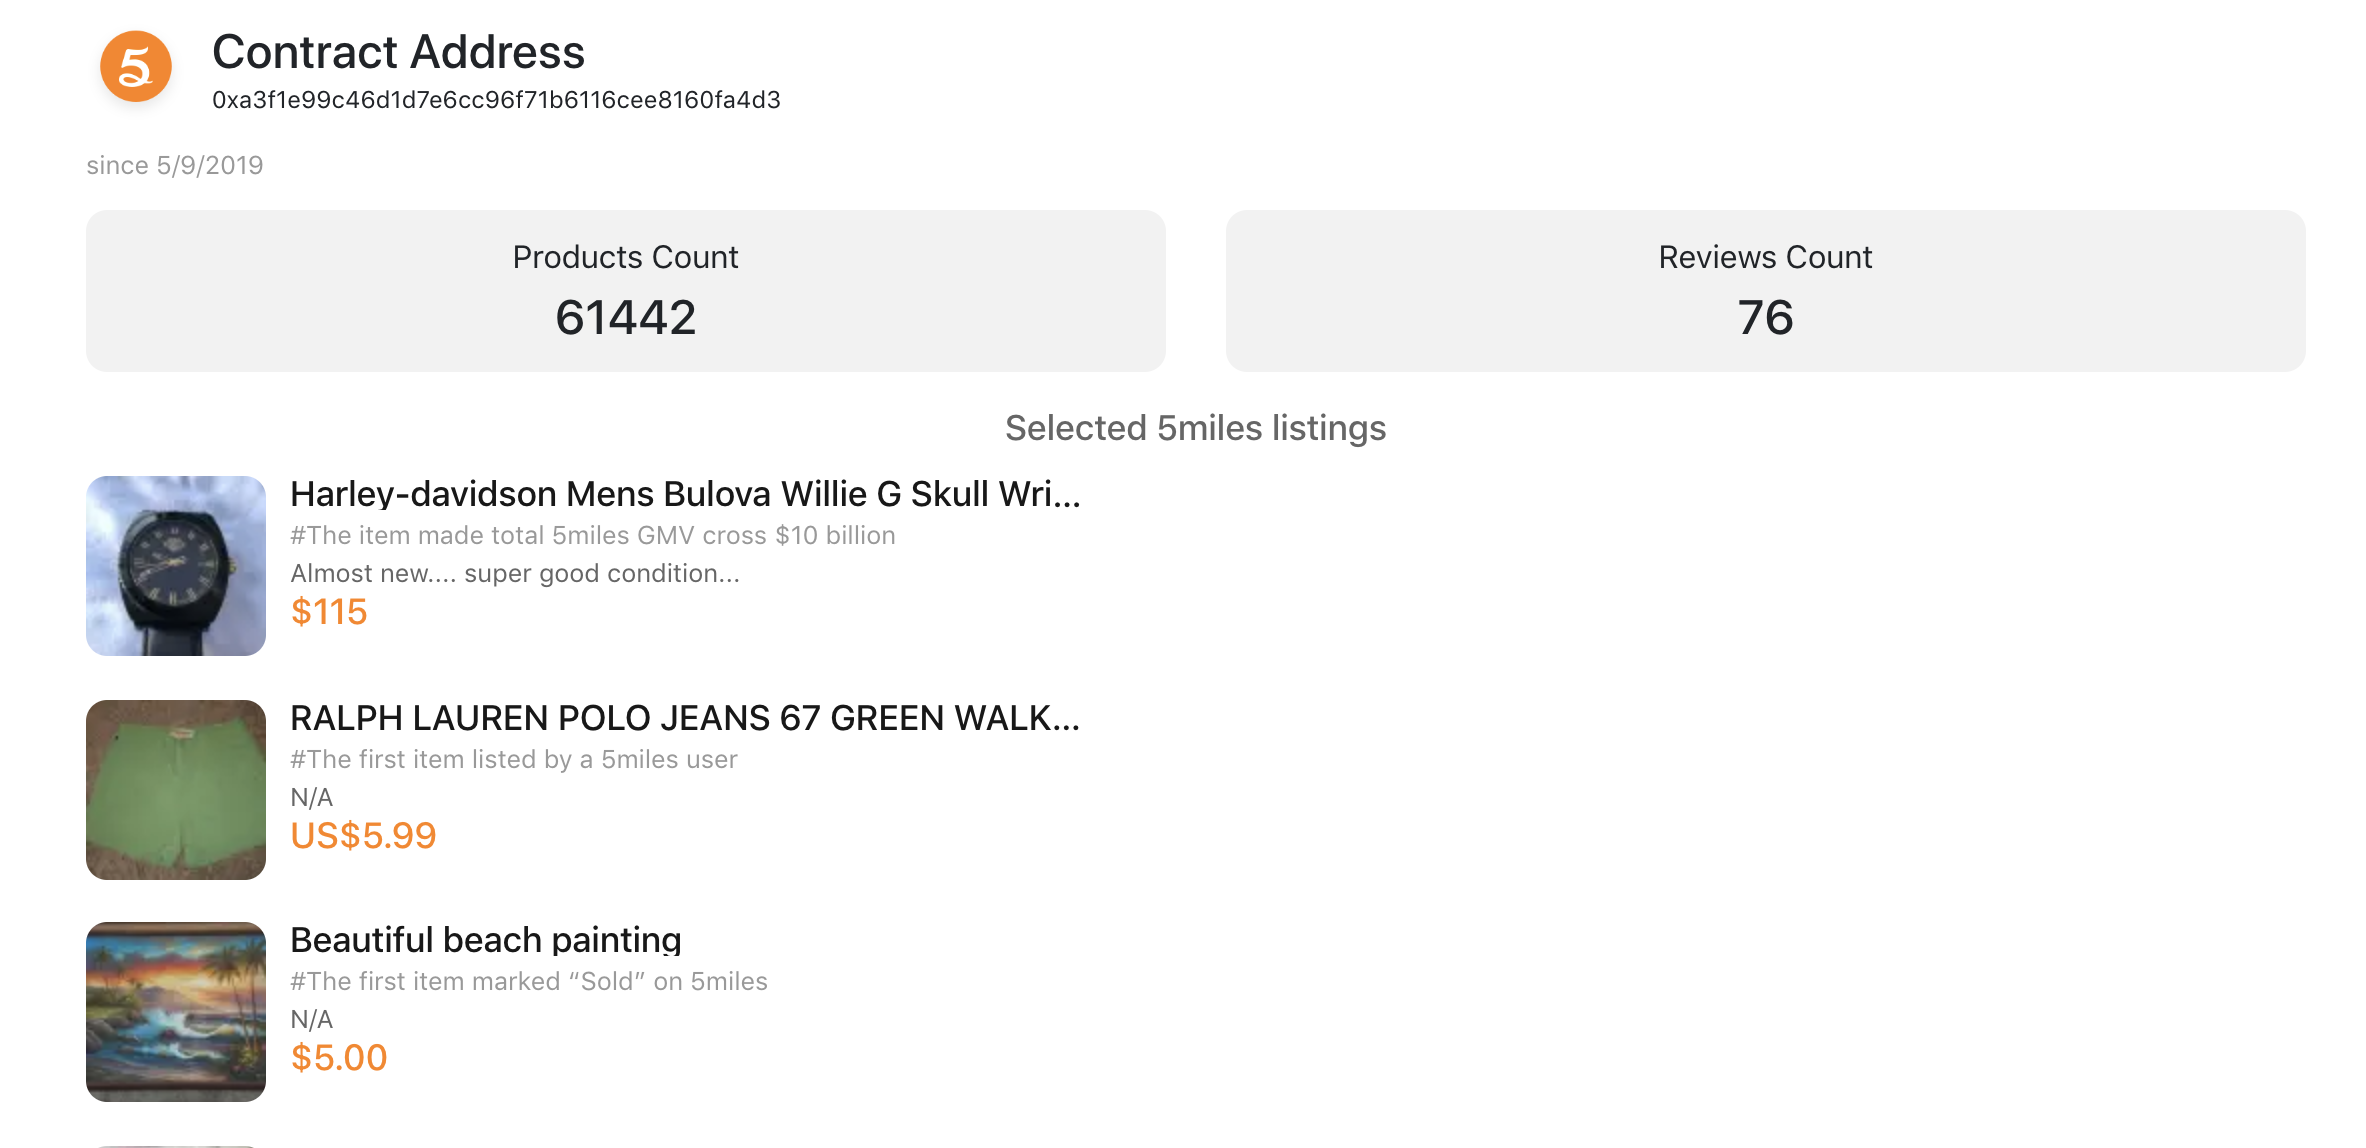 5
Contract Address
0xa3f1e99c46d1d7e6cc96f71b6116cee8160fa4d3
since 5/9/2019
Products Count
61442
Reviews Count
76
Selected 5miles listings
Harley-davidson Mens Bulova Willie G Skull Wri...
#The item made total 5miles GMV cross $10 billion
Almost new.... super good condition...
$115
RALPH LAUREN POLO JEANS 67 GREEN WALK...
#The first item listed by a 5miles user
N/A
US$5.99
Beautiful beach painting
#The first item marked “Sold” on 5miles
N/A
$5.00